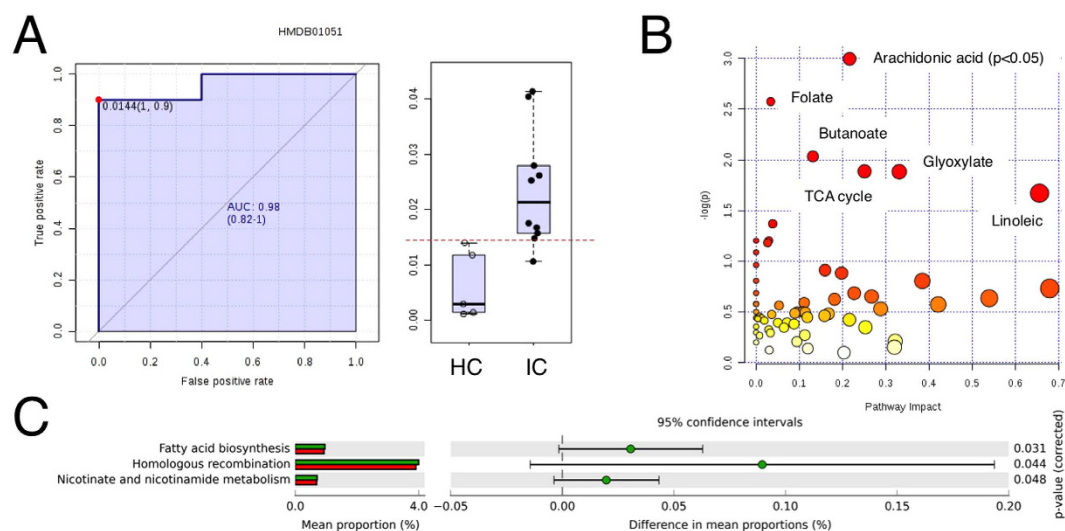 A
HMDB01051
True positive rate
1.0
0.8
0.6
0.4
0.2
0.0
0.0144(1, 0.9)
AUC: 0.98
(0.82-1)
0.0 0.2 0.4 0.6 0.8 1.0
False positive rate
0.04
0.03
0.02
0.01
0.00
HC IC
B
-log(p)
3.0
2.5
2.0
1.5
1.0
0.5
0.0
Arachidonic acid (p<0.05)
Folate
Butanoate
Glyoxylate
TCA cycle
Linoleic
0.0 0.1 0.2 0.3 0.4 0.5 0.6 0.7
Pathway Impact
C
95% confidence intervals
Fatty acid biosynthesis 0.031
Homologous recombination 0.044
Nicotinate and nicotinamide metabolism 0.048
p-value (corrected)
0.0 4.0 −0.05 0.00 0.05 0.10 0.15 0.20
Mean proportion (%) Difference in mean proportions (%)